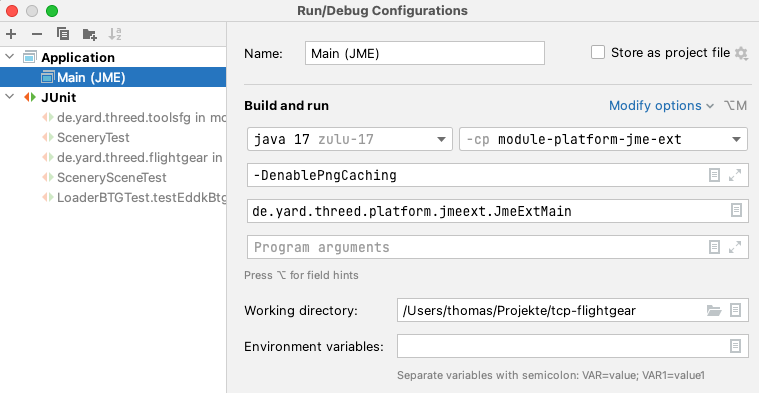 Run/Debug Configurations
Application
Main (JME)
JUnit
de.yard.threed.toolsfg in mo
SceneryTest
de.yard.threed.flightgear in
ScenerySceneTest
LoaderBTGTest.testEddkBtg
Name: Main (JME) Store as project file
Build and run Modify options ⌥M
java 17 zulu-17 -cp module-platform-jme-ext
-DenablePngCaching
de.yard.threed.platform.jmeext.JmeExtMain
Program arguments
Press ⌥ for field hints
Working directory: /Users/thomas/Projekte/tcp-flightgear
Environment variables:
Separate variables with semicolon: VAR=value; VAR1=value1